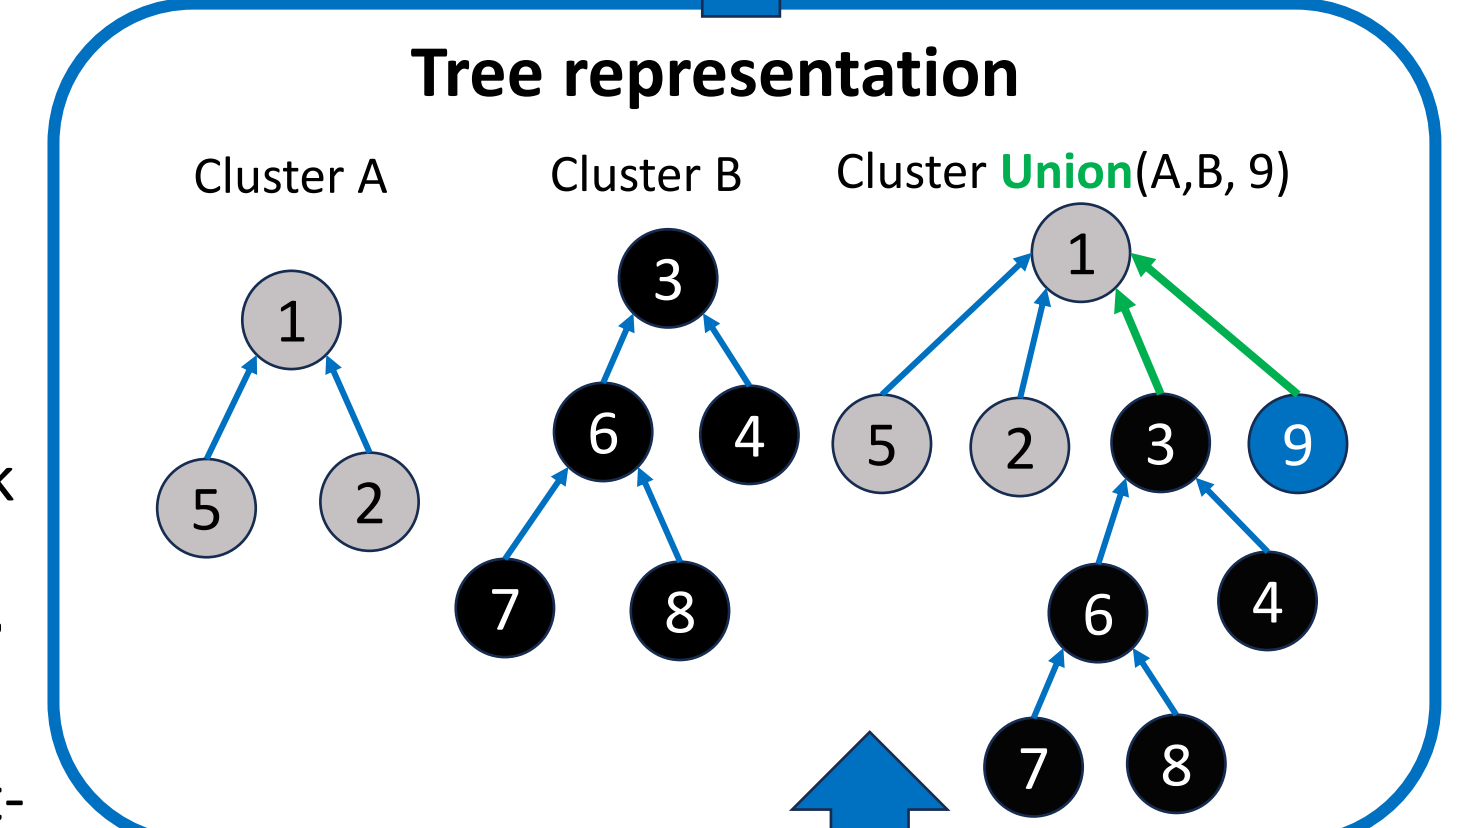 Tree representation
Cluster A
Cluster B
Cluster Union(A,B, 9)
1
5 2
3
6 4
7 8
1
5 2 3 9
6 4
7 8